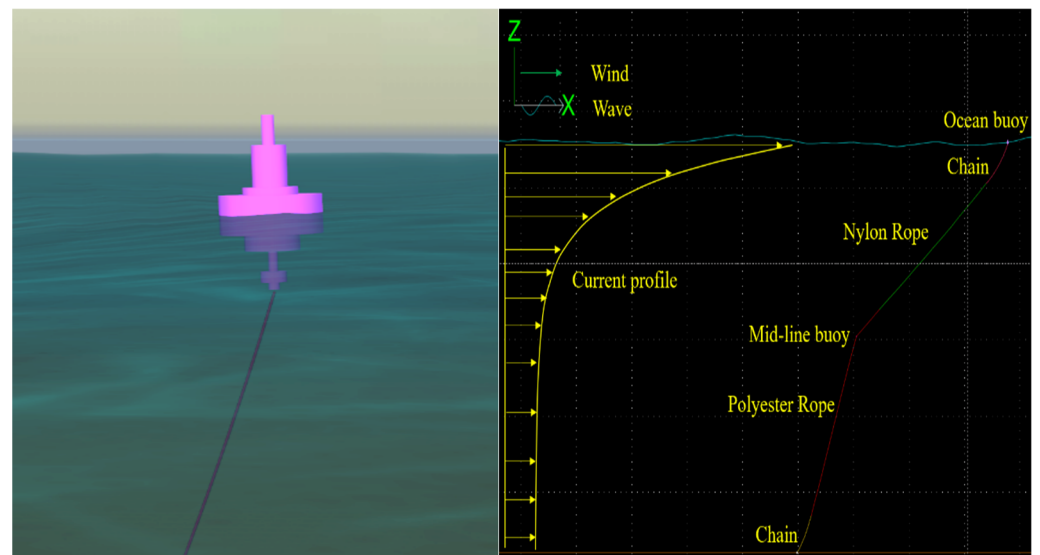 Z
Wind
X
Wave
Ocean buoy
Chain
Nylon Rope
Current profile
Mid-line buoy
Polyester Rope
Chain